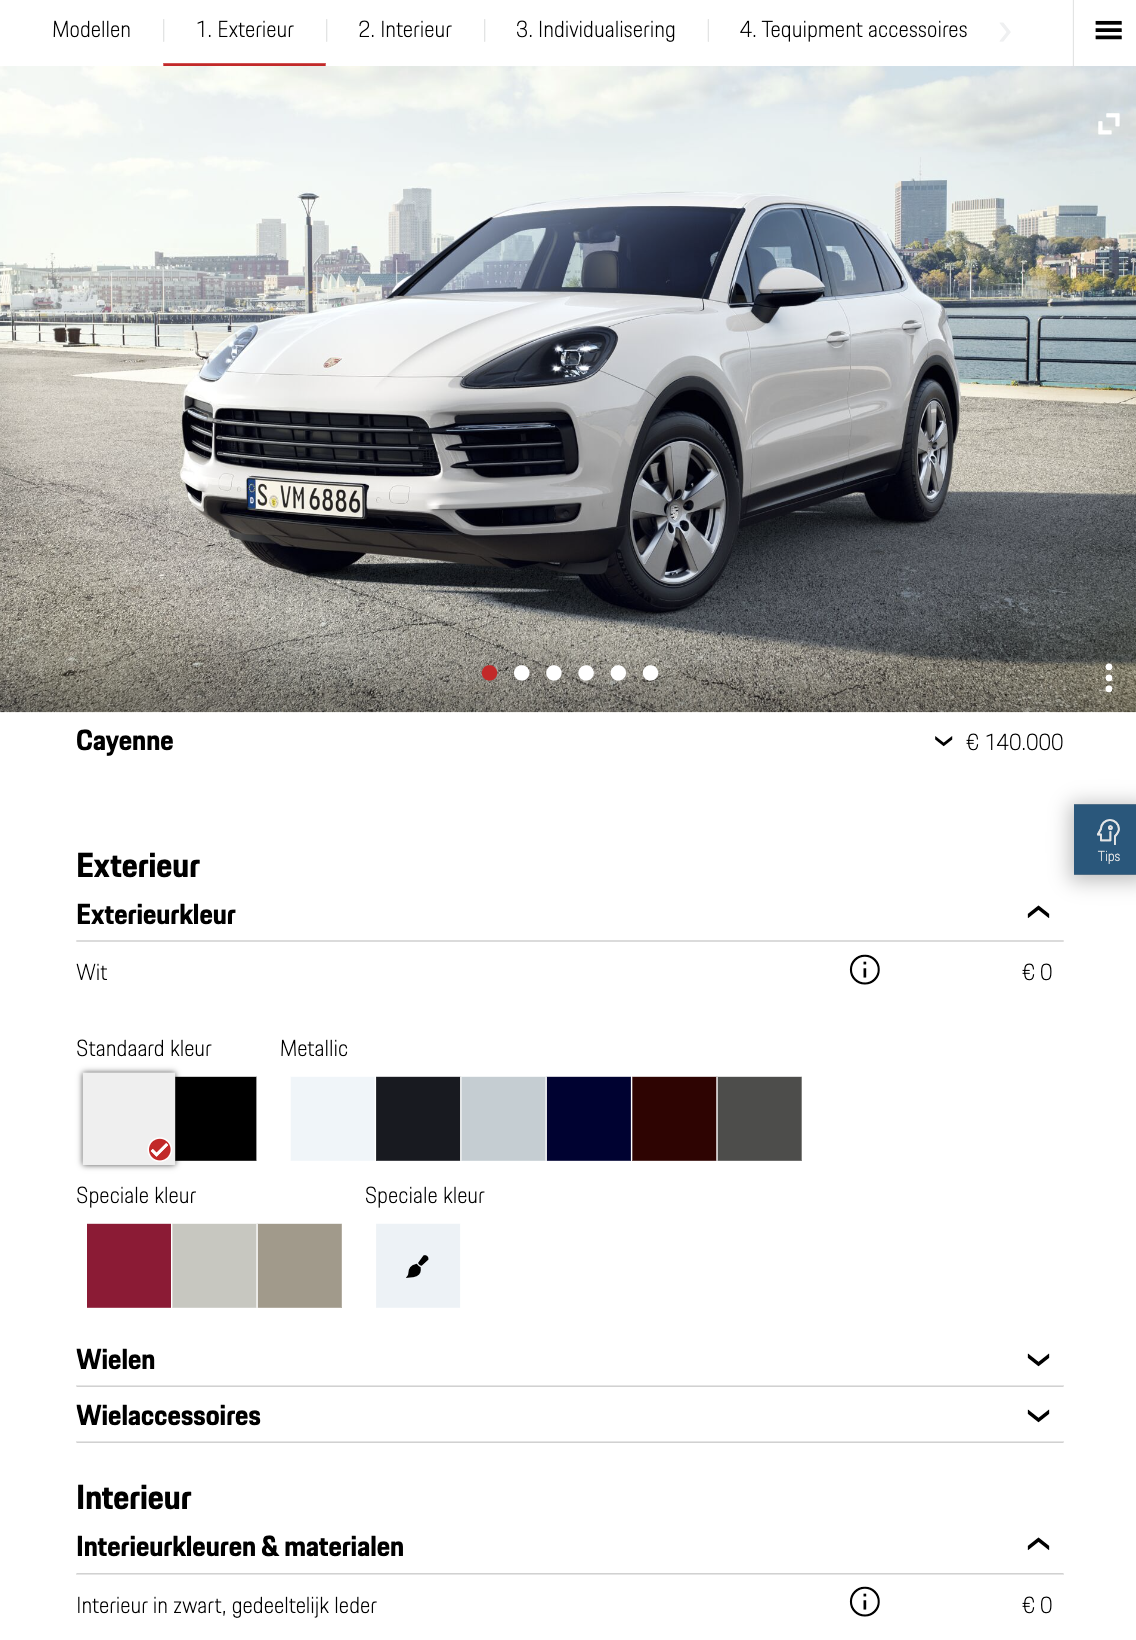 Modellen
1. Exterieur
2. Interieur
3. Individualisering
4. Tequipment accessoires
S VM 6886
Cayenne
€ 140.000
Tips
Exterieur
Exterieurkleur
Wit
€ 0
Standaard kleur
Metallic
Speciale kleur
Speciale kleur
Wielen
Wielaccessoires
Interieur
Interieurkleuren & materialen
Interieur in zwart, gedeeltelijk leder
€ 0